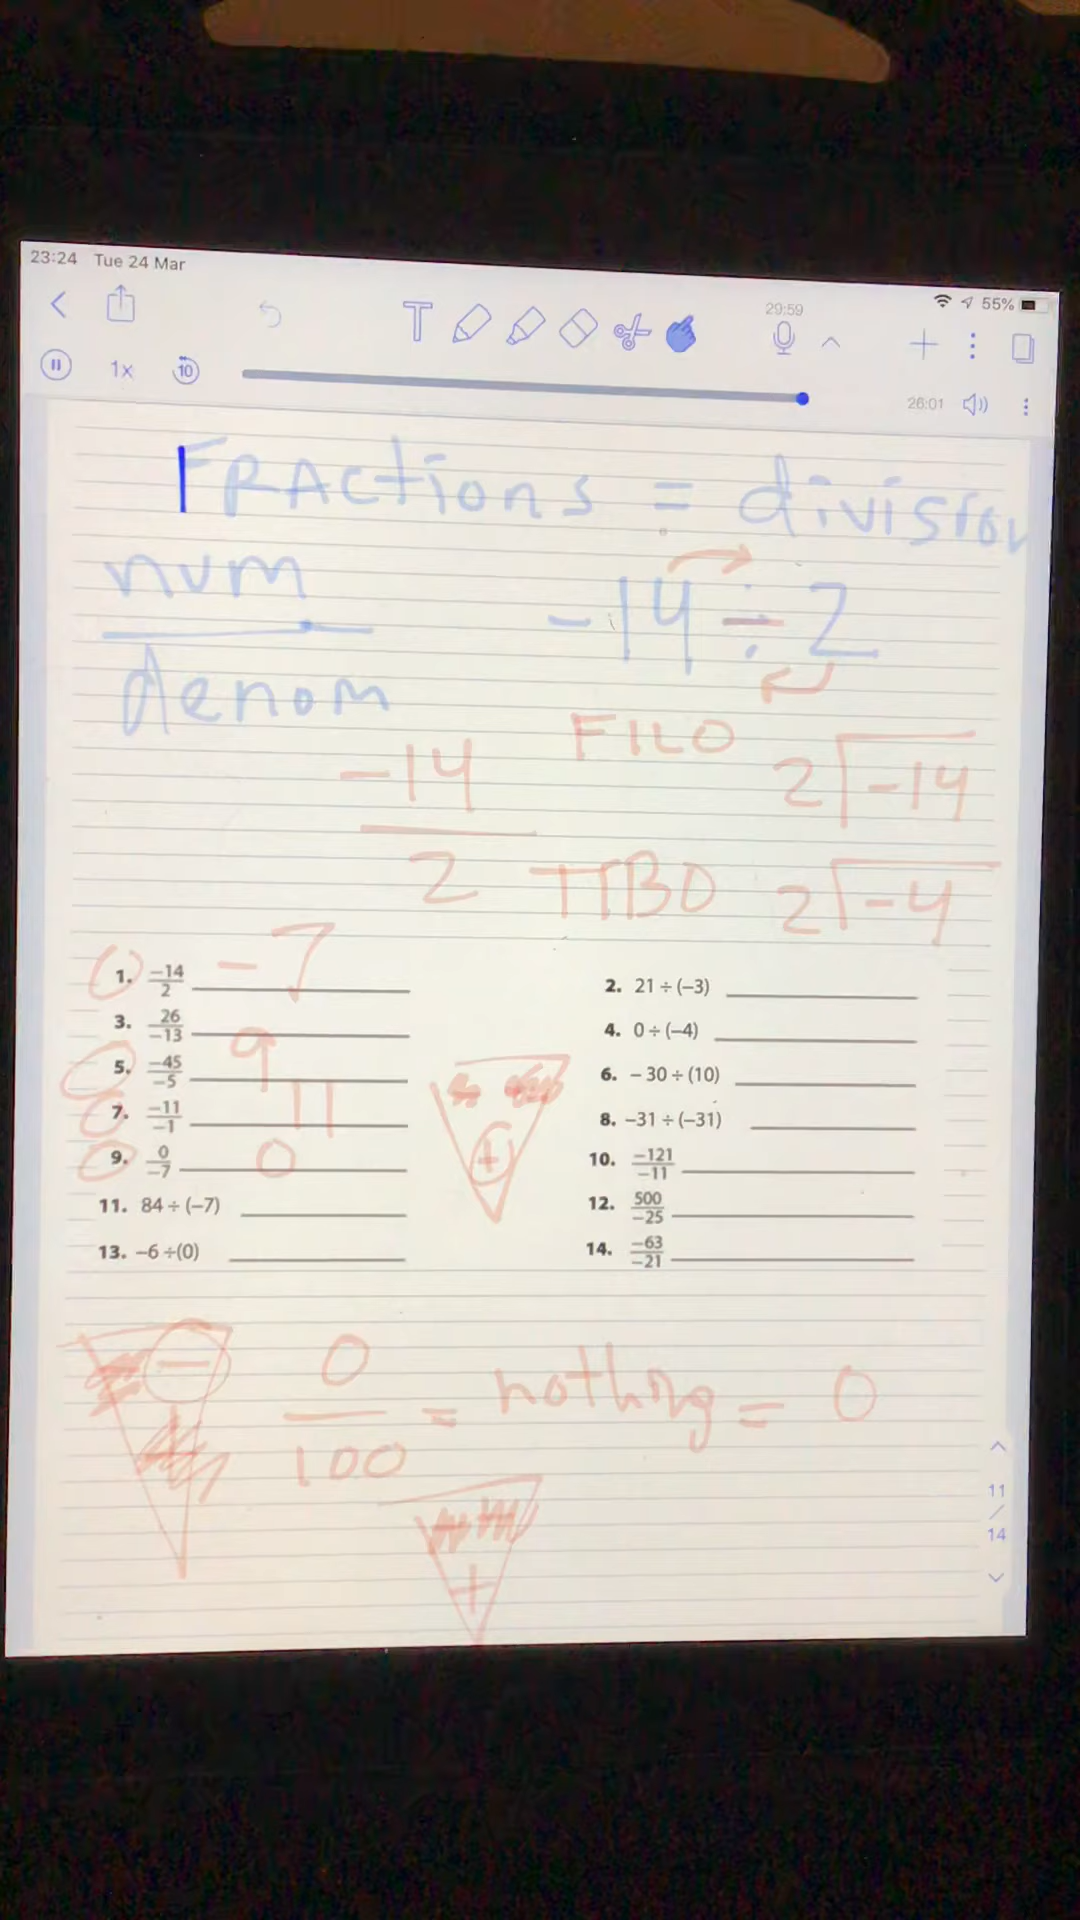 23:24 Tue 24 Mar
55%
29:59
T
1x 10
26:01
FRActions = division
num
denom
-14 ÷ 2
FILO
-14
2
2 -14
TTBO
2 -4
1. -14/2 -7
2. 21 ÷ (-3)
3. 26/-13
4. 0 ÷ (-4)
5. -45/-5 9
6. - 30 ÷ (10)
7. -11/-1 11
8. -31 ÷ (-31)
9. 0/-7 0
10. -121/-11
11. 84 ÷ (-7)
12. 500/-25
13. -6 ÷(0)
14. -63/-21
+
-
0/100 = nothing = 0
+
11
/
14